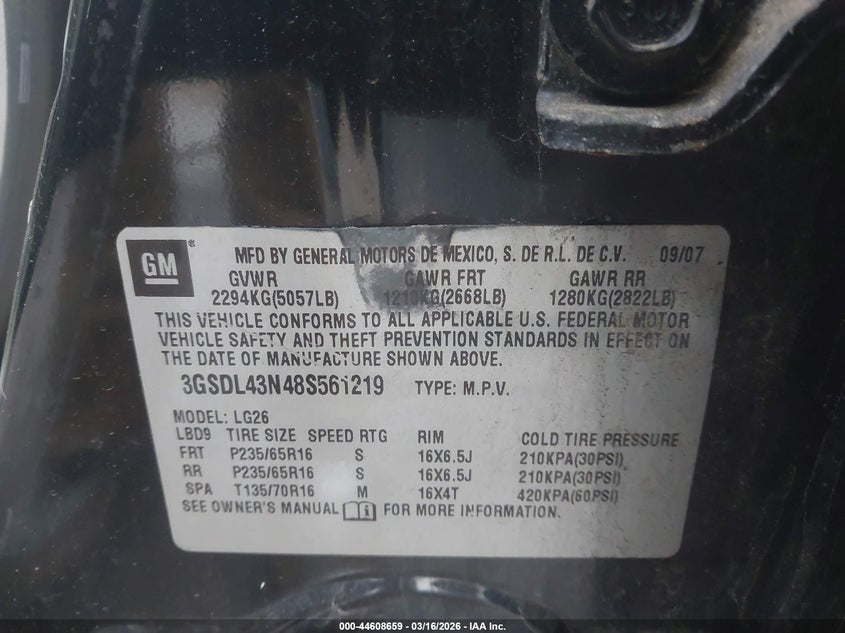 GM ® MFD BY GENERAL MOTORS DE MEXICO, S. DE R.L. DE C.V. 09/07
GVWR GAWR FRT GAWR RR
2294KG(5057LB) 1210KG(2668LB) 1280KG(2822LB)
THIS VEHICLE CONFORMS TO ALL APPLICABLE U.S. FEDERAL MOTOR
VEHICLE SAFETY AND THEFT PREVENTION STANDARDS IN EFFECT ON
THE DATE OF MANUFACTURE SHOWN ABOVE.
3GSDL43N48S561219 TYPE: M.P.V.
MODEL: LG26
LBD9 TIRE SIZE SPEED RTG RIM COLD TIRE PRESSURE
FRT P235/65R16 S 16X6.5J 210KPA(30PSI)
RR P235/65R16 S 16X6.5J 210KPA(30PSI)
SPA T135/70R16 M 16X4T 420KPA(60PSI)
SEE OWNER'S MANUAL i FOR MORE INFORMATION.
000-44608659 - 03/16/2026 - IAA Inc.